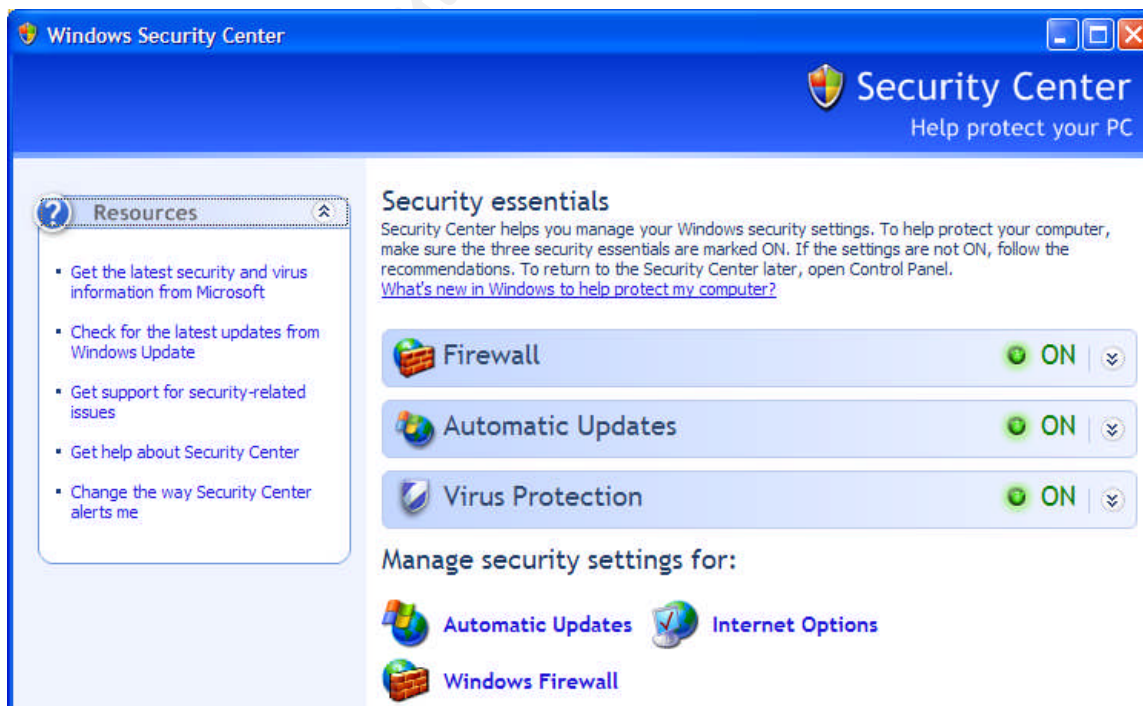 Windows Security Center
Security Center
Help protect your PC
Resources
Get the latest security and virus
information from Microsoft
Check for the latest updates from
Windows Update
Get support for security-related
issues
Get help about Security Center
Change the way Security Center
alerts me
Security essentials
Security Center helps you manage your Windows security settings. To help protect your computer,
make sure the three security essentials are marked ON. If the settings are not ON, follow the
recommendations. To return to the Security Center later, open Control Panel.
What's new in Windows to help protect my computer?
Firewall ON
Automatic Updates ON
Virus Protection ON
Manage security settings for:
Automatic Updates Internet Options
Windows Firewall